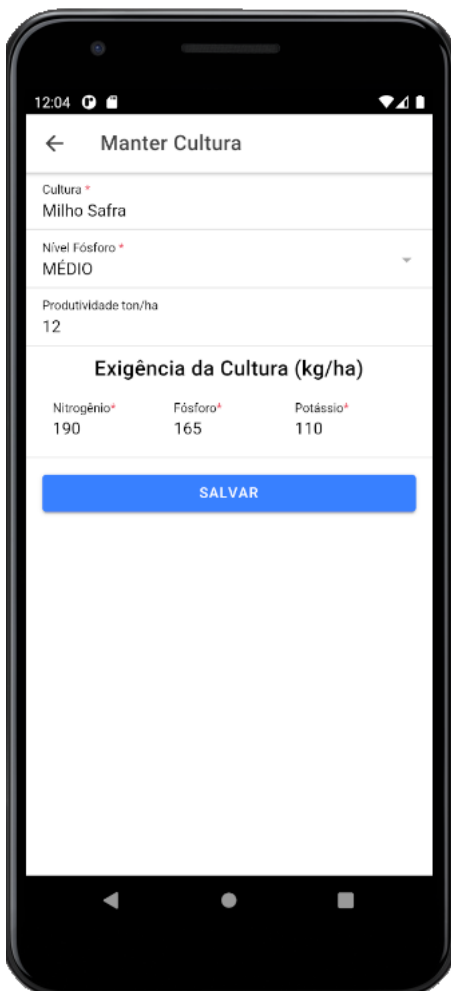 12:04
Manter Cultura
Cultura *
Milho Safra
Nível Fósforo *
MÉDIO
Produtividade ton/ha
12
Exigência da Cultura (kg/ha)
Nitrogênio* Fósforo* Potássio*
190 165 110
SALVAR